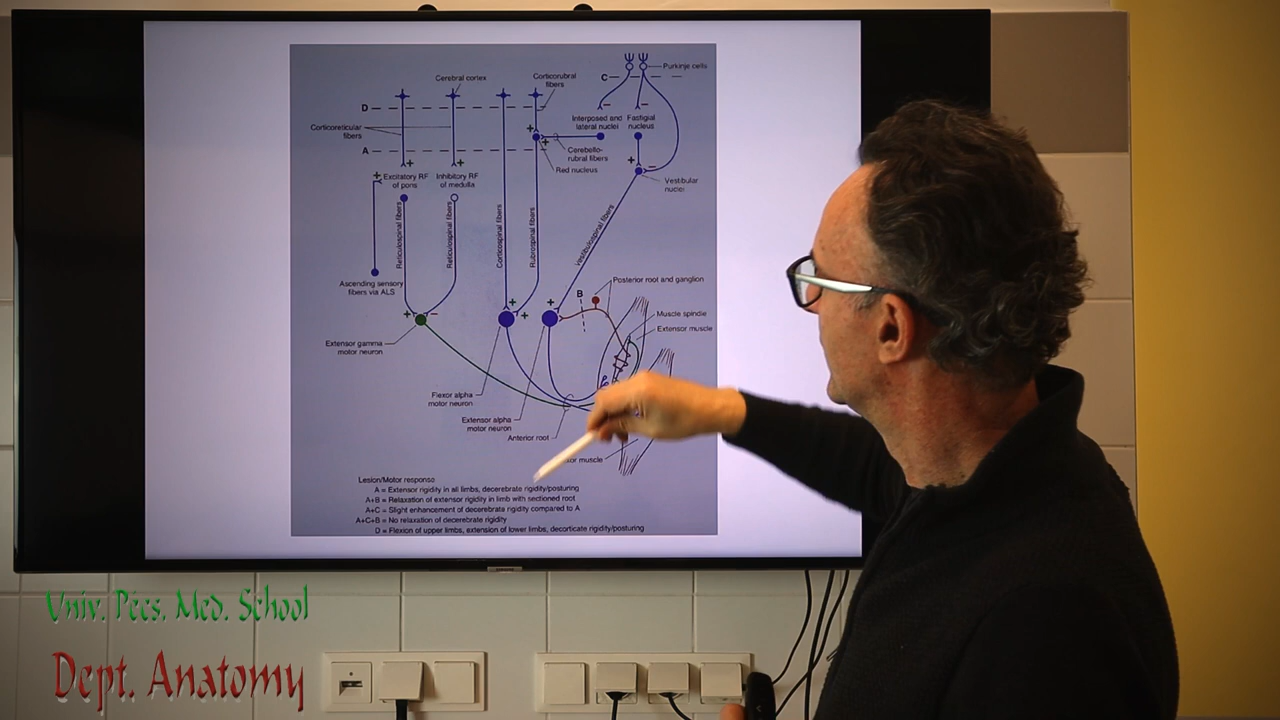 Purkinje cells
C
Cerebral cortex
Corticorubral
fibers
D
Corticoreticular
fibers
A
Interposed and
lateral nuclei
Fastigial
nucleus
Cerebello-
rubral fibers
Red nucleus
Excitatory RF
of pons
Inhibitory RF
of medulla
Vestibular
nuclei
Reticulospinal fibers
Reticulospinal fibers
Corticospinal fibers
Rubrospinal fibers
Vestibulospinal fibers
Ascending sensory
fibers via ALS
Posterior root and ganglion
B
Muscle spindle
Extensor muscle
Extensor gamma
motor neuron
Flexor alpha
motor neuron
Extensor alpha
motor neuron
Anterior root
muscle
Lesion/Motor response
A = Extensor rigidity in all limbs, decerebrate rigidity/posturing
A+B = Relaxation of extensor rigidity in limb with sectioned root
A+C = Slight enhancement of decerebrate rigidity compared to A
A+C+B = No relaxation of decerebrate rigidity
D = Flexion of upper limbs, extension of lower limbs, decorticate rigidity/posturing
SAMSUNG
Univ. Pécs. Med. School
Dept. Anatomy